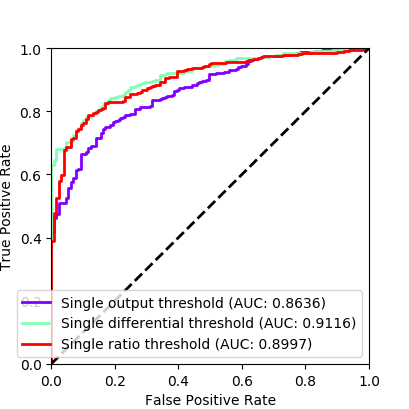 1.0
0.8
0.6
0.4
0.2
0.0
True Positive Rate
Single output threshold (AUC: 0.8636)
Single differential threshold (AUC: 0.9116)
Single ratio threshold (AUC: 0.8997)
0.0 0.2 0.4 0.6 0.8 1.0
False Positive Rate